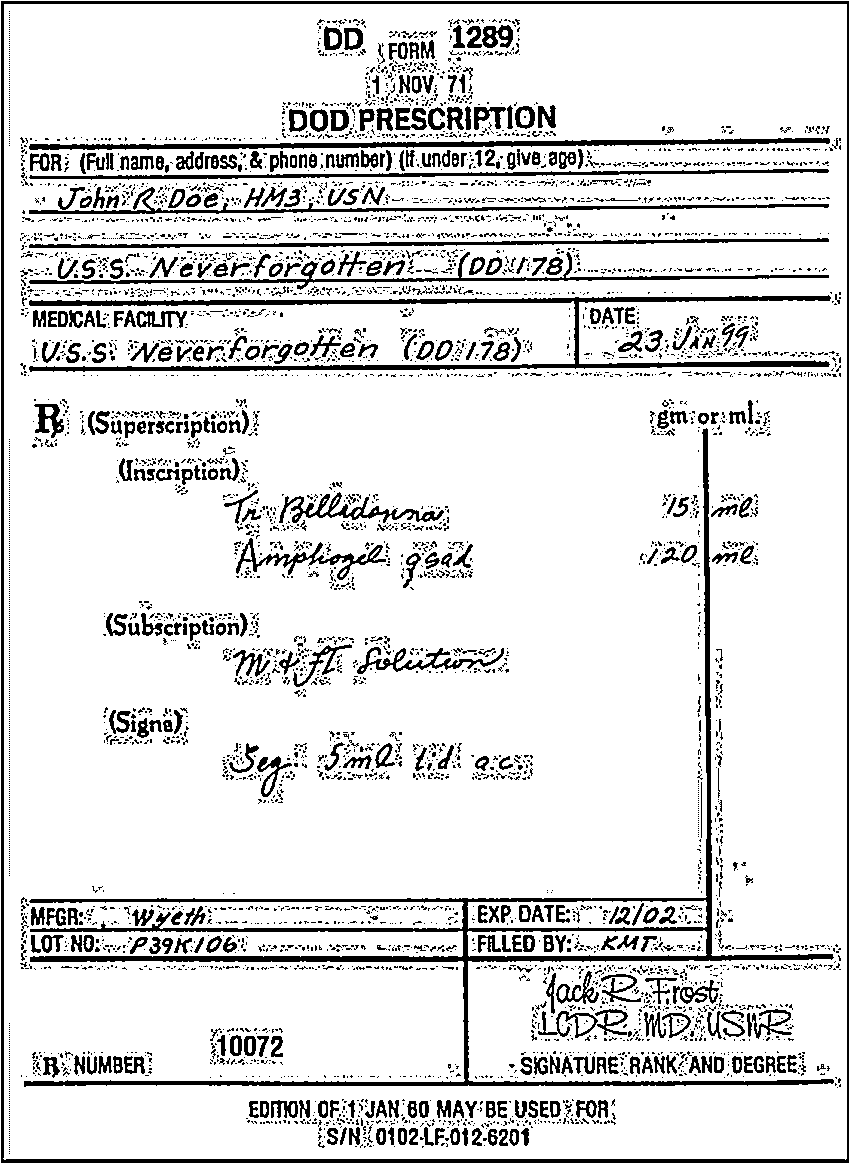 DD FORM 1289
1 NOV 71
DOD PRESCRIPTION
FOR: (Full name, address, & phone number) (If under 12, give age)
John R. Doe, HM3, USN
U.S.S. Neverforgotten (DD 178)
MEDICAL FACILITY
DATE
U.S.S. Neverforgotten (DD 178)
23 JAN 99
℞ (Superscription)
gm or ml.
(Inscription)
Tr Belladonna 15 ml
Amphogel qsad 120 ml
(Subscription)
M & FT Solution
(Signa)
Sig: 5ml t.i.d. a.c.
MFGR: Wyeth
EXP DATE: 12/02
LOT NO: P39K106
FILLED BY: KMT
Jack R. Frost
LCDR, MD, USNR
℞ NUMBER 10072
SIGNATURE RANK AND DEGREE
EDITION OF 1 JAN 60 MAY BE USED FOR
S/N 0102-LF-012-6201